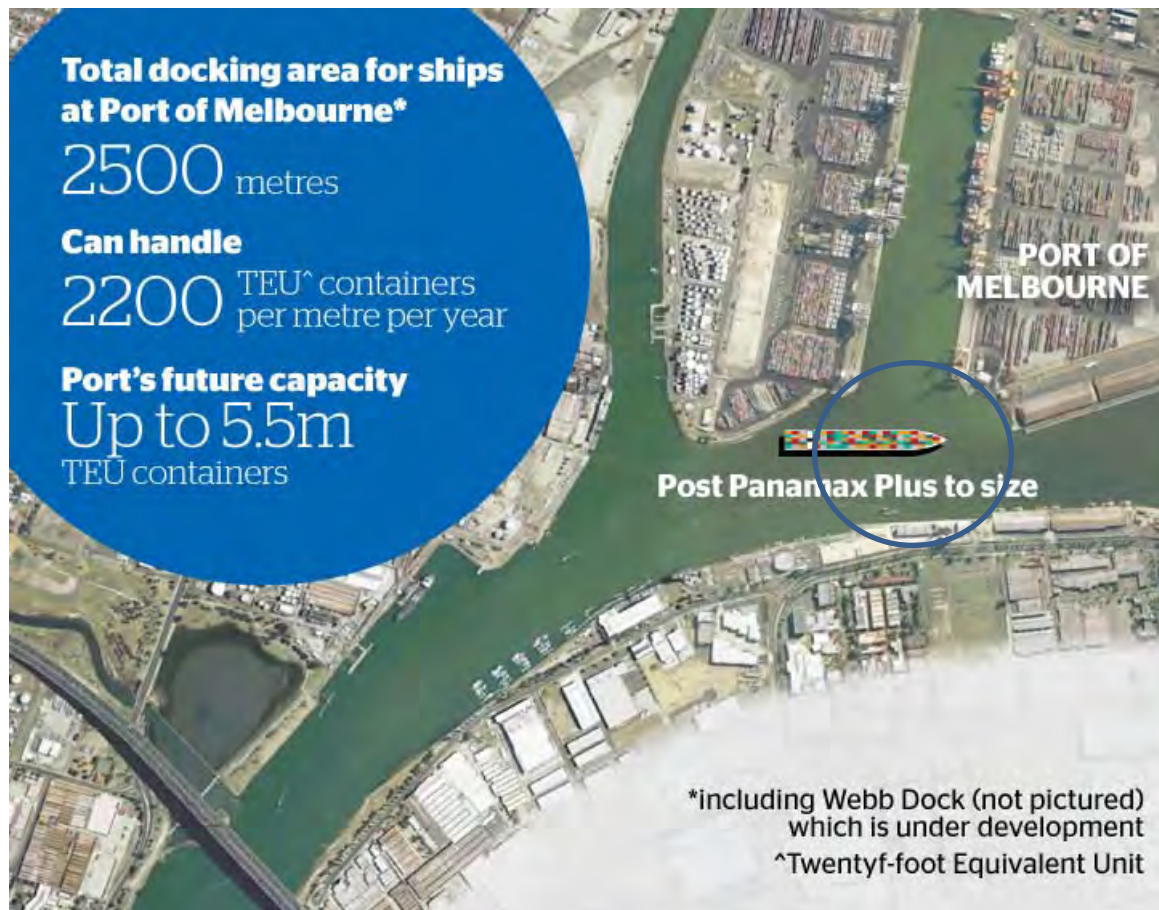 Total docking area for ships
at Port of Melbourne*
2500 metres
Can handle
2200 TEU^ containers
per metre per year
Port's future capacity
Up to 5.5m
TEU containers
PORT OF
MELBOURNE
Post Panamax Plus to size
*including Webb Dock (not pictured)
which is under development
^Twentyf-foot Equivalent Unit